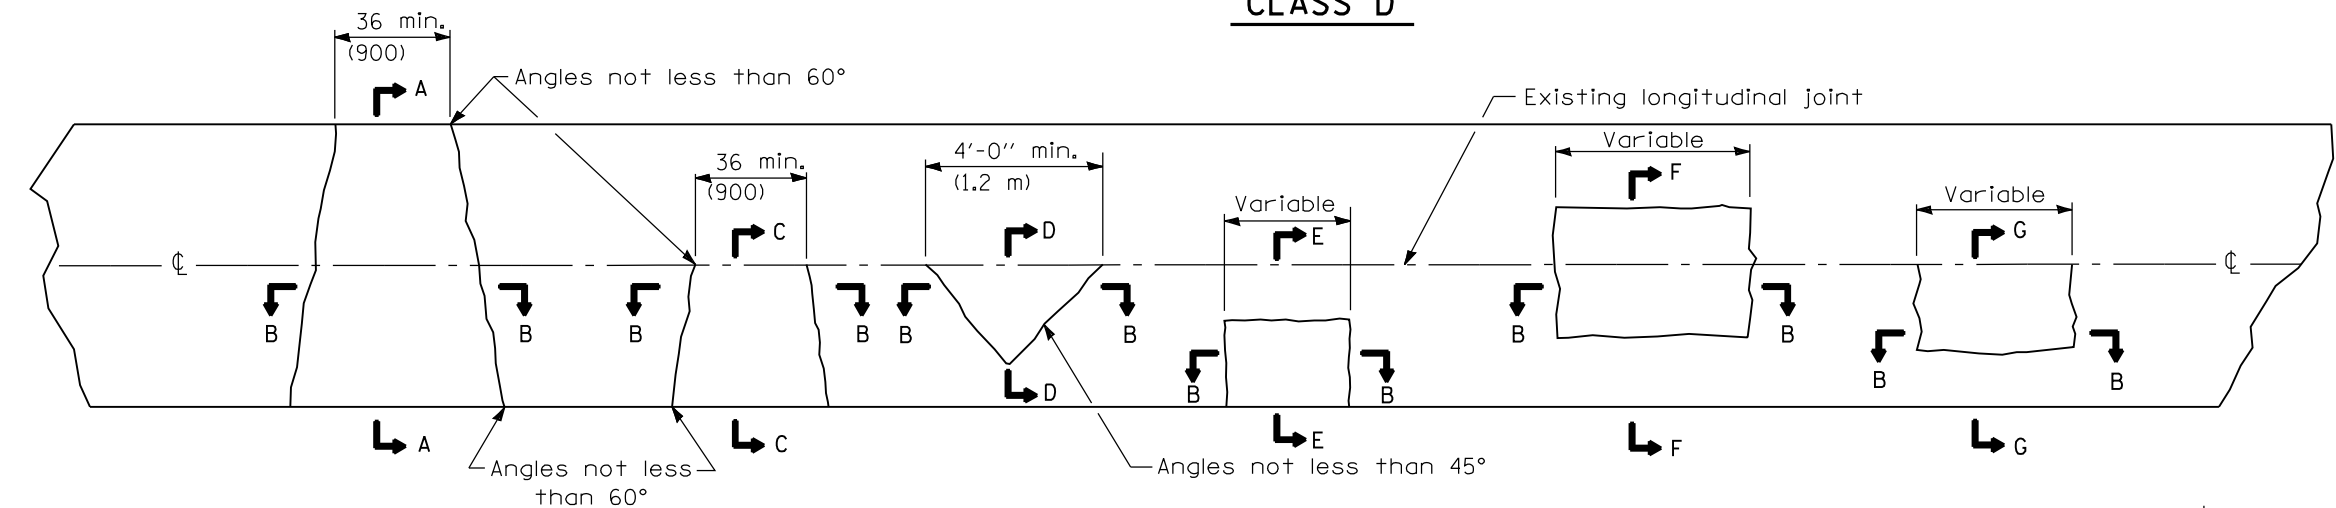 CLASS D
36 min.
(900)
A
Angles not less than 60°
Existing longitudinal joint
Variable
36 min.
(900)
4'-0" min.
(1.2 m)
F
Variable
Variable
C
D
E
G
℄
℄
B
B
B
B
B
B
B
B
B
B
B
B
D
A
C
E
F
G
Angles not less
than 60°
Angles not less than 45°